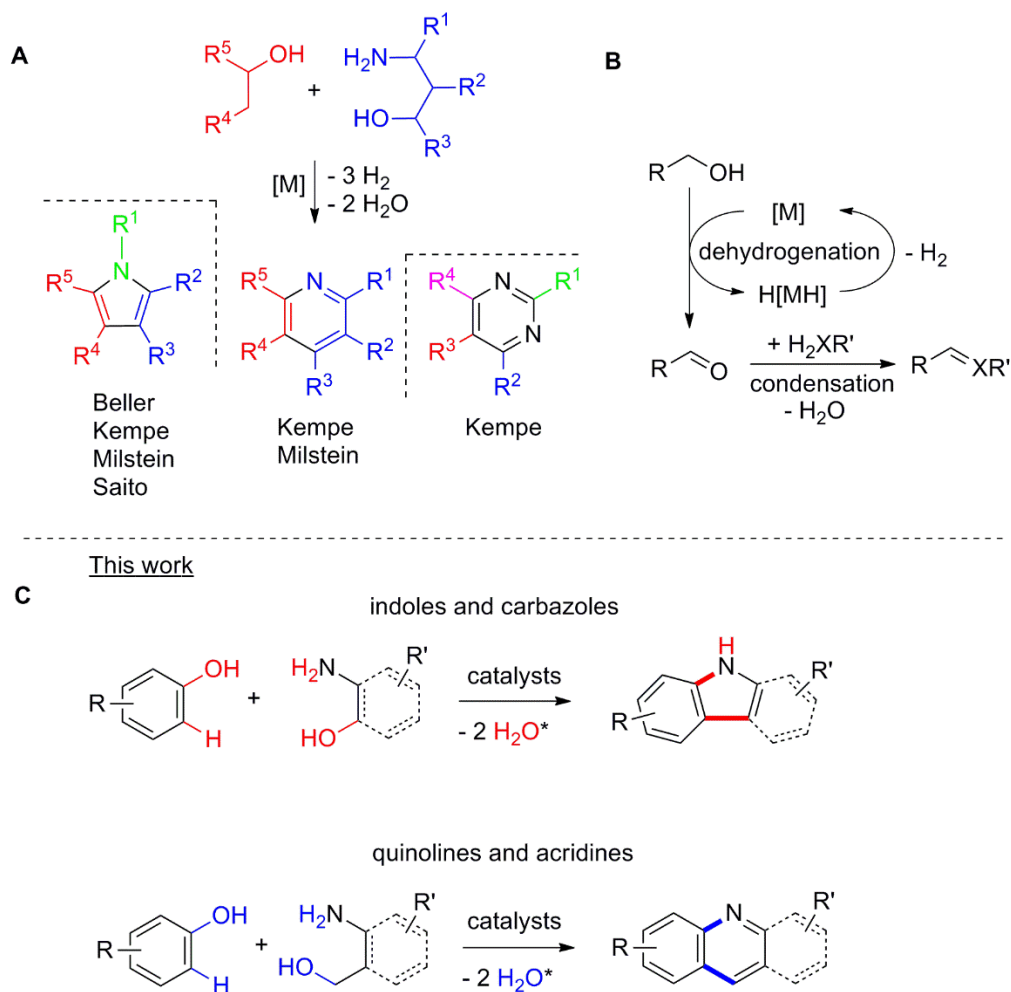 A
R⁵ OH
R⁴
+
R¹
H₂N
R²
HO
R³
[M]
- 3 H₂
- 2 H₂O
R¹
N
R⁵ R²
R⁴ R³
Beller
Kempe
Milstein
Saito
R⁵ N R¹
R⁴ R²
R³
Kempe
Milstein
R⁴ N R¹
R³ N
R²
Kempe
B
R OH
[M]
dehydrogenation
- H₂
H[MH]
R O
+ H₂XR'
condensation
- H₂O
R XR'
This work
C
indoles and carbazoles
R OH
H
+
H₂N R'
HO
catalysts
- 2 H₂O*
H
N
R R'
quinolines and acridines
R OH
H
+
H₂N R'
HO
catalysts
- 2 H₂O*
N
R R'